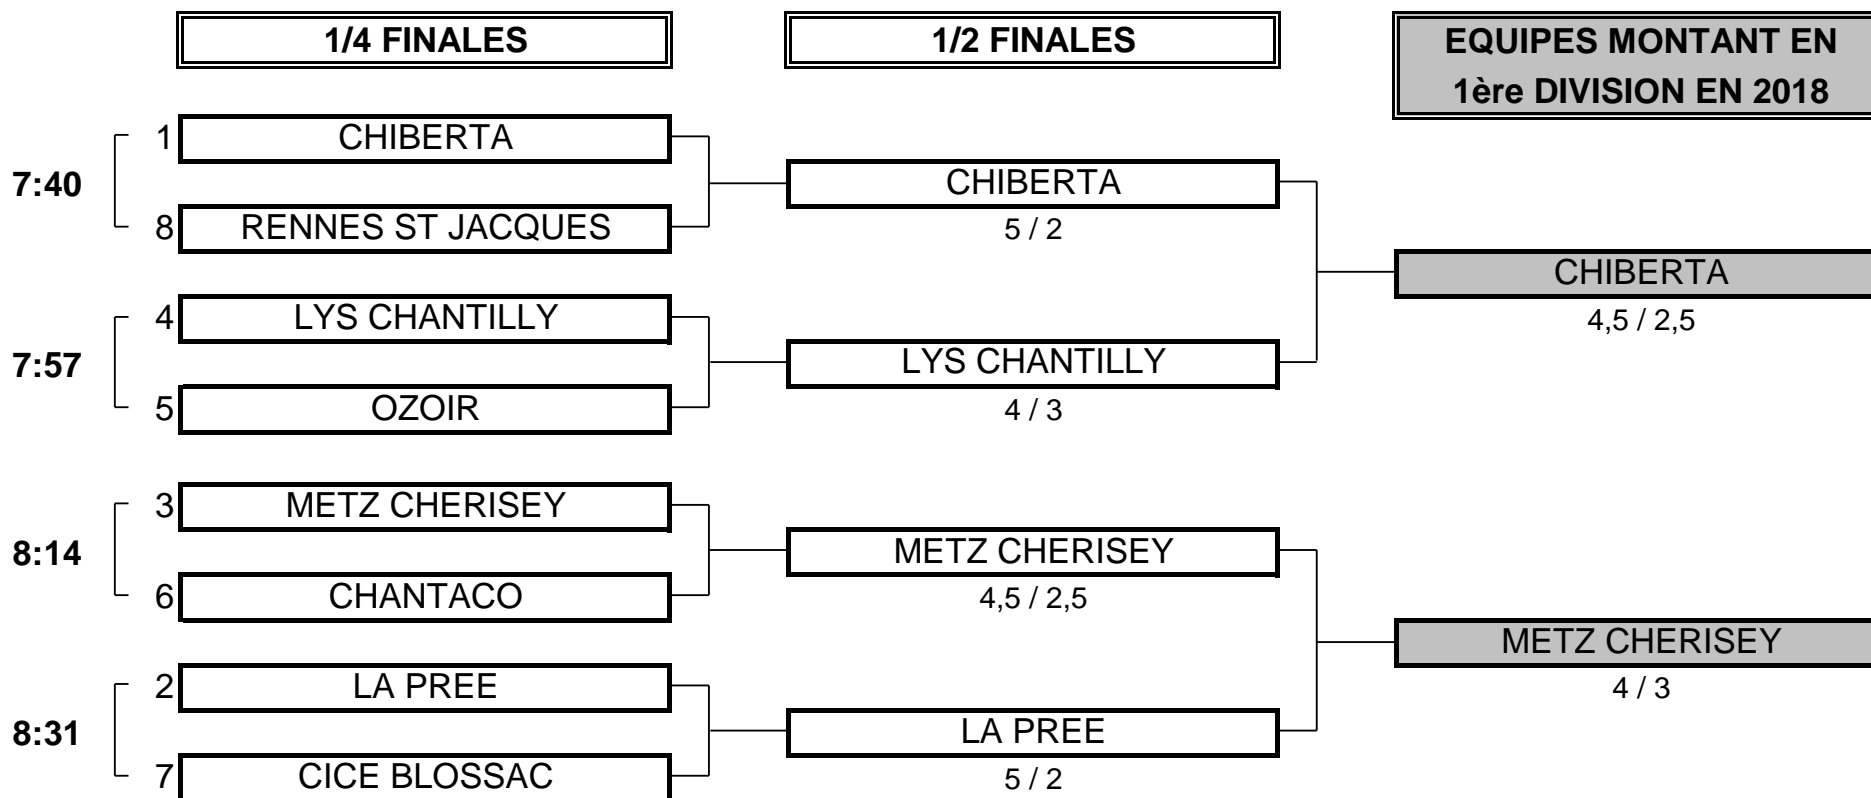 1/4 FINALES
1/2 FINALES
EQUIPES MONTANT EN
1ère DIVISION EN 2018
1 CHIBERTA
7:40
CHIBERTA
8 RENNES ST JACQUES
5 / 2
CHIBERTA
4 LYS CHANTILLY
4,5 / 2,5
7:57
LYS CHANTILLY
5 OZOIR
4 / 3
3 METZ CHERISEY
8:14
METZ CHERISEY
6 CHANTACO
4,5 / 2,5
METZ CHERISEY
2 LA PREE
4 / 3
8:31
LA PREE
7 CICE BLOSSAC
5 / 2